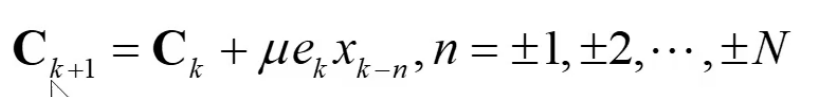 C_{k+1} = C_k + μe_k x_{k−n}, n = ±1, ±2, ⋯, ±N